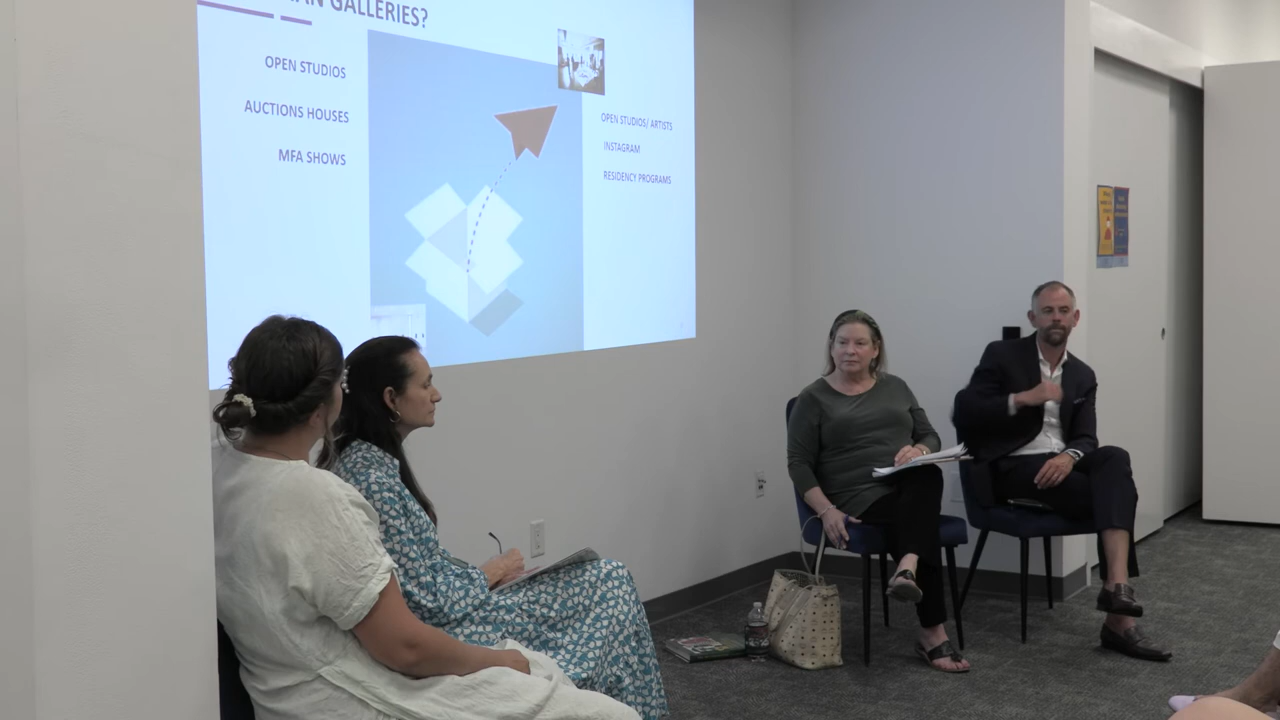 GALLERIES?
OPEN STUDIOS
AUCTIONS HOUSES
MFA SHOWS
OPEN STUDIOS/ ARTISTS
INSTAGRAM
RESIDENCY PROGRAMS